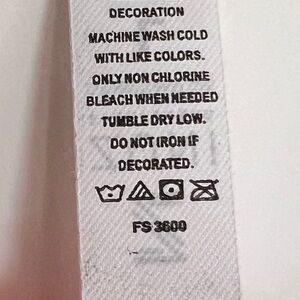 DECORATION
MACHINE WASH COLD
WITH LIKE COLORS.
ONLY NON CHLORINE
BLEACH WHEN NEEDED
TUMBLE DRY LOW.
DO NOT IRON IF
DECORATED.
FS 3600